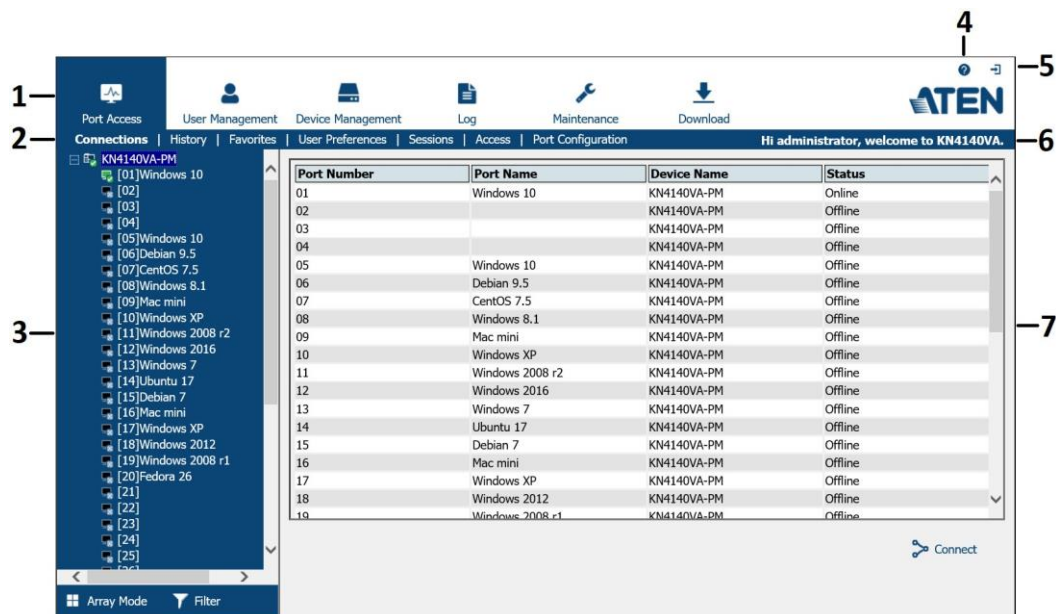 4
5
1
Port Access
User Management
Device Management
Log
Maintenance
Download
ATEN
2
Connections | History | Favorites | User Preferences | Sessions | Access | Port Configuration
Hi administrator, welcome to KN4140VA.
6
3
KN4140VA-PM
[01]Windows 10
[02]
[03]
[04]
[05]Windows 10
[06]Debian 9.5
[07]CentOS 7.5
[08]Windows 8.1
[09]Mac mini
[10]Windows XP
[11]Windows 2008 r2
[12]Windows 2016
[13]Windows 7
[14]Ubuntu 17
[15]Debian 7
[16]Mac mini
[17]Windows XP
[18]Windows 2012
[19]Windows 2008 r1
[20]Fedora 26
[21]
[22]
[23]
[24]
[25]
[26]
Array Mode
Filter
Port Number Port Name Device Name Status
01 Windows 10 KN4140VA-PM Online
02 KN4140VA-PM Offline
03 KN4140VA-PM Offline
04 KN4140VA-PM Offline
05 Windows 10 KN4140VA-PM Offline
06 Debian 9.5 KN4140VA-PM Offline
07 CentOS 7.5 KN4140VA-PM Offline
08 Windows 8.1 KN4140VA-PM Offline
09 Mac mini KN4140VA-PM Offline
10 Windows XP KN4140VA-PM Offline
11 Windows 2008 r2 KN4140VA-PM Offline
12 Windows 2016 KN4140VA-PM Offline
13 Windows 7 KN4140VA-PM Offline
14 Ubuntu 17 KN4140VA-PM Offline
15 Debian 7 KN4140VA-PM Offline
16 Mac mini KN4140VA-PM Offline
17 Windows XP KN4140VA-PM Offline
18 Windows 2012 KN4140VA-PM Offline
19 Windows 2008 r1 KN4140VA-PM Offline
7
Connect